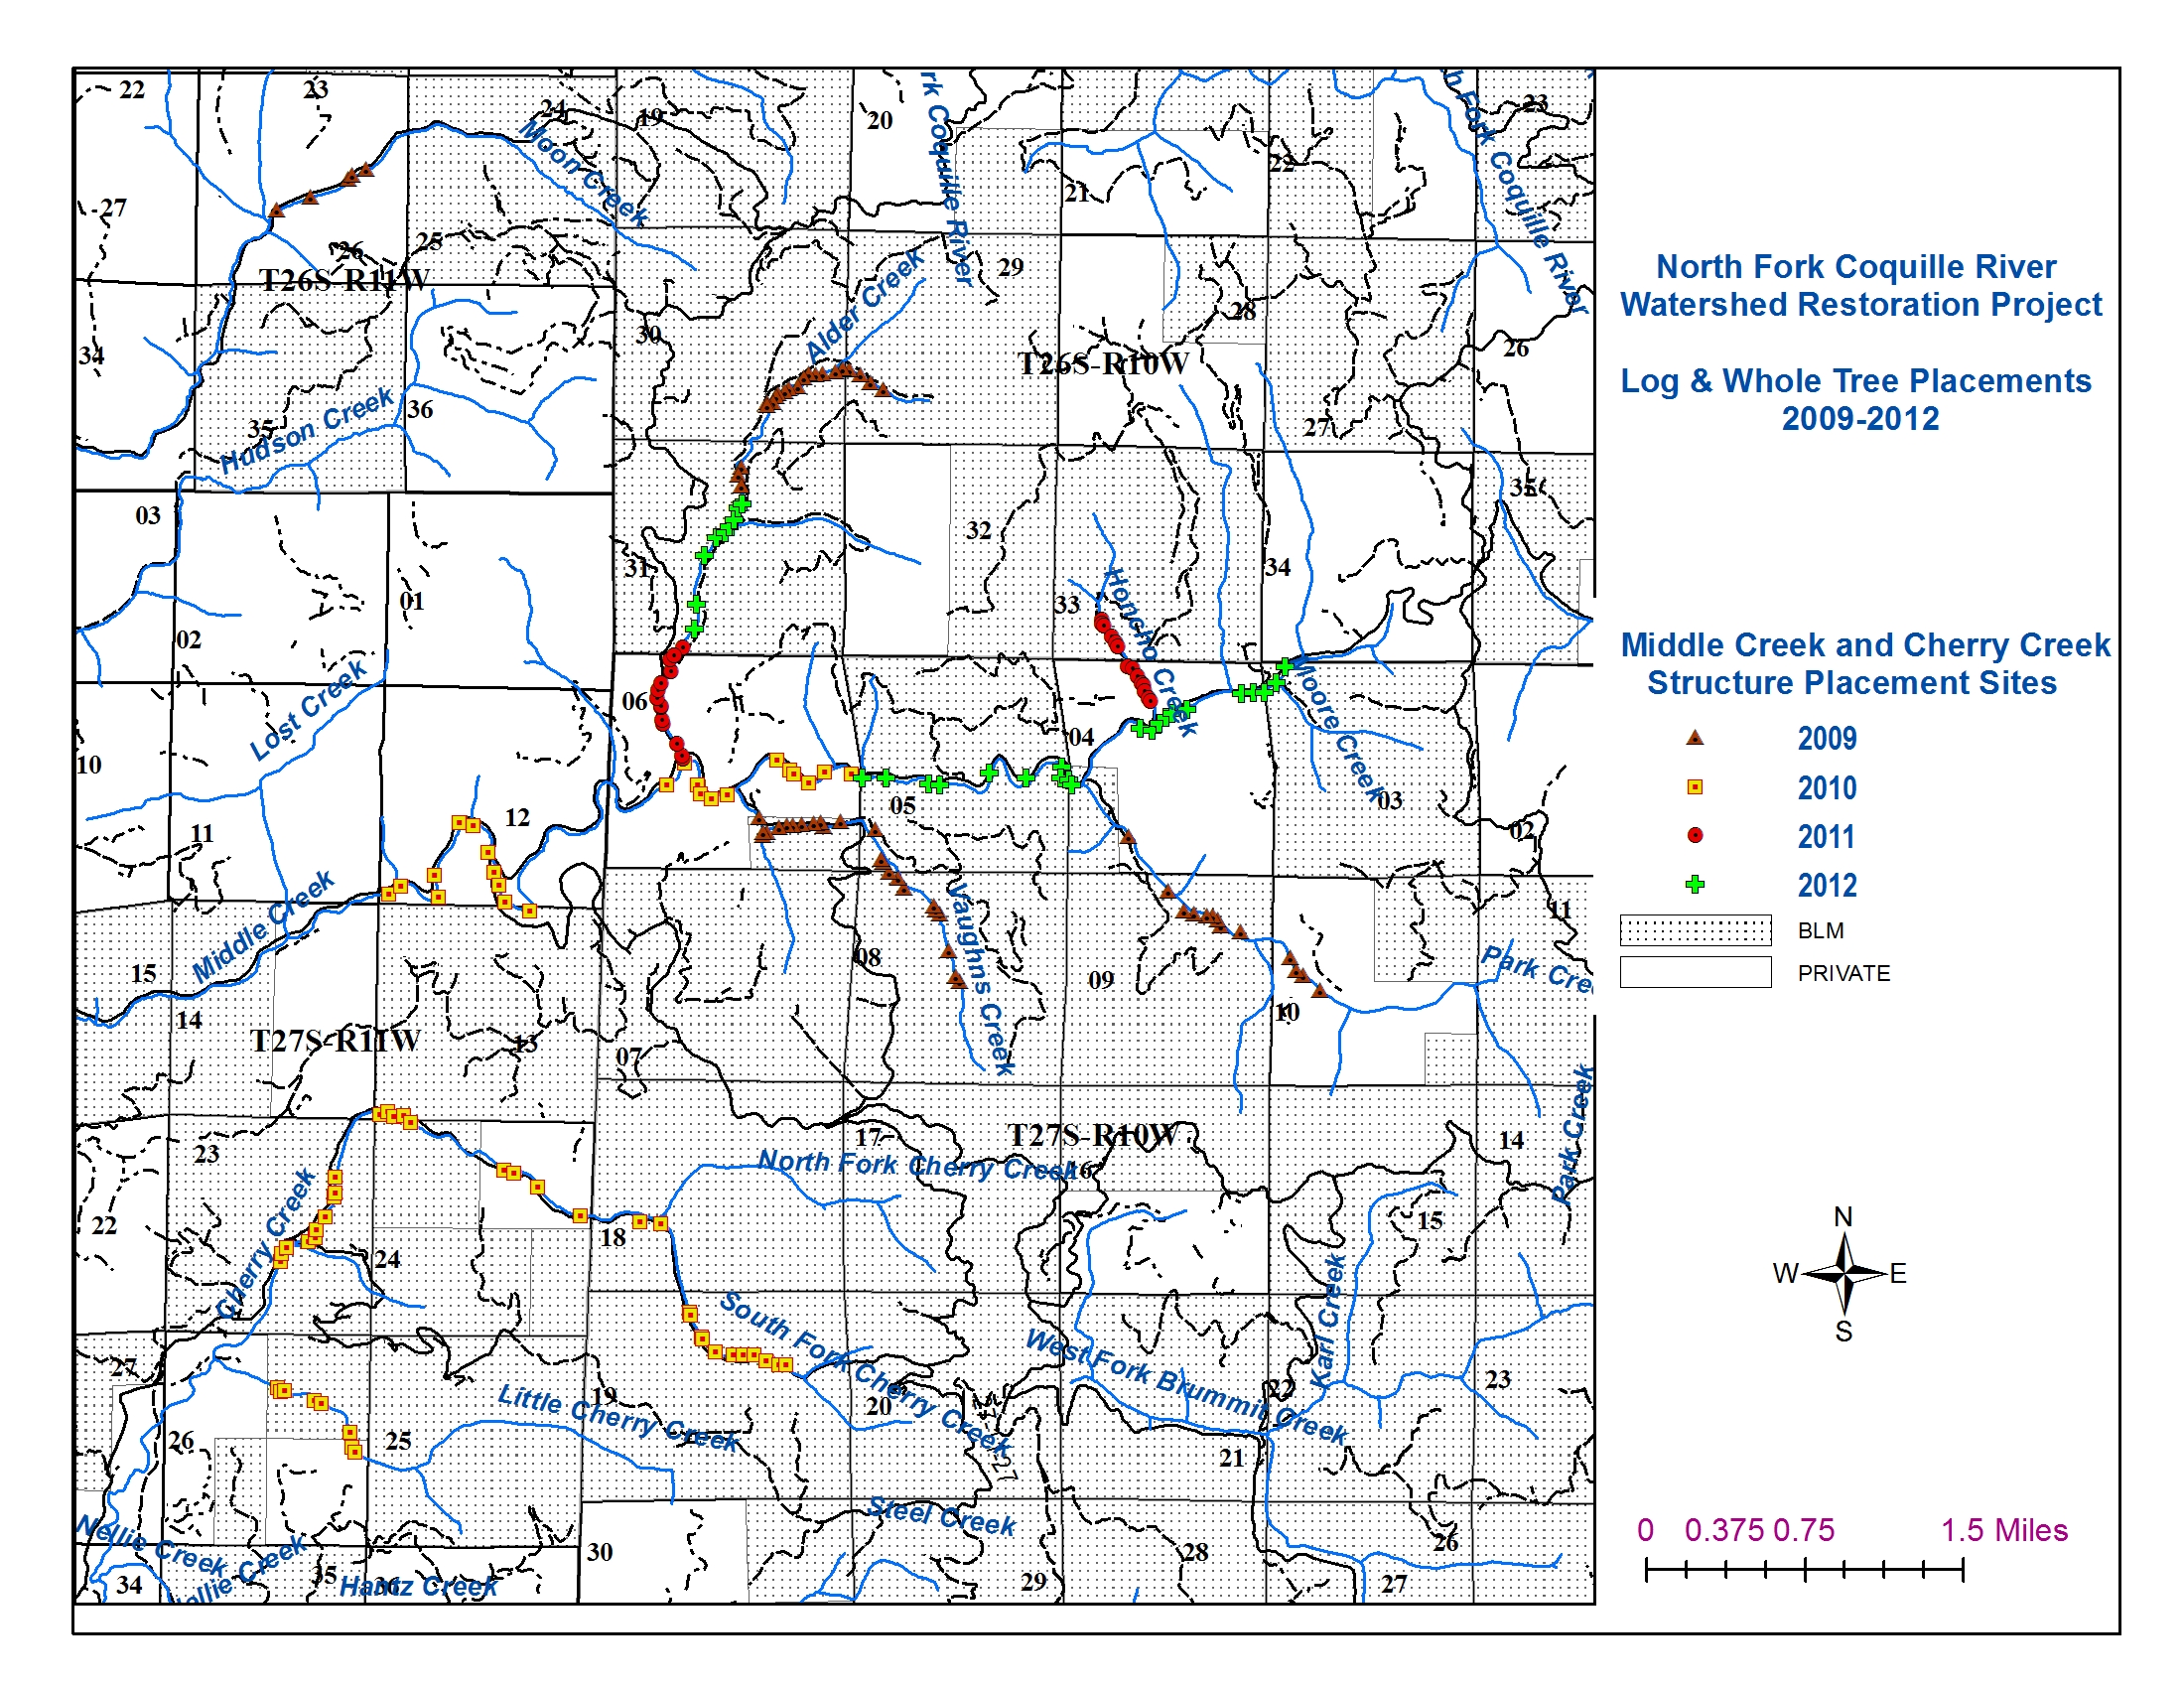 North Fork Coquille River
Watershed Restoration Project
Log & Whole Tree Placements
2009-2012
Middle Creek and Cherry Creek
Structure Placement Sites
2009
2010
2011
2012
BLM
PRIVATE
N
W E
S
0 0.375 0.75 1.5 Miles
22
23
24
19
20
rk Coquille River
h Fork Coquille River
23
Moon Creek
21
22
27
26
25
T26S-R11W
29
28
Alder Creek
30
34
T26S-R10W
26
35
Hudson Creek
36
27
03
31
32
33
34
35
01
02
Honcho Creek
Lost Creek
06
04
Moore Creek
10
11
12
05
03
02
Middle Creek
Vaughns Creek
11
15
14
08
09
10
Park Cree
T27S-R11W
13
07
Park Creek
23
17
T27S-R10W
14
North Fork Cherry Creek
16
22
Cherry Creek
24
18
15
Karl Creek
South Fork Cherry Creek
West Fork Brummit Creek
27
19
20
22
23
Little Cherry Creek
26
25
21
27
Steel Creek
Nellie Creek
ollie Creek
34
35
36
Hantz Creek
30
29
28
27
26